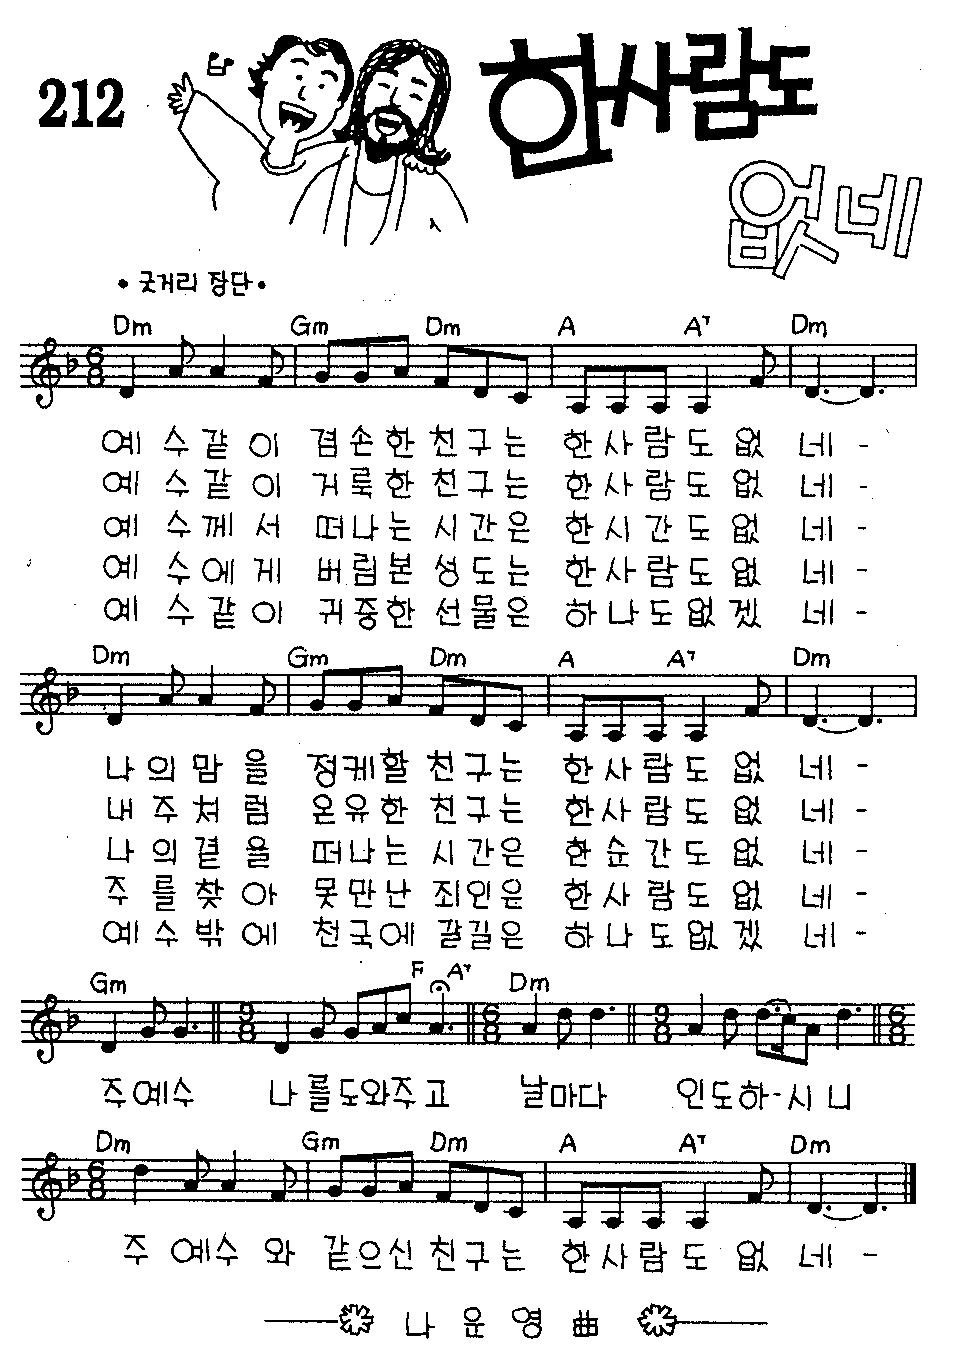 212
한사람도
없네
• 굿거리 장단 •
Dm Gm Dm A A7 Dm
예 수 같 이 겸 손 한 친 구 는 한 사 람 도 없 네 -
예 수 같 이 거 룩 한 친 구 는 한 사 람 도 없 네 -
예 수 께 서 떠 나 는 시 간 은 한 시 간 도 없 네 -
예 수 에 게 버 림 본 성 도 는 한 사 람 도 없 네 -
예 수 같 이 귀 중 한 선 물 은 하 나 도 없 겠 네 -
Dm Gm Dm A A7 Dm
나 의 맘 을 정 케 할 친 구 는 한 사 람 도 없 네 -
내 주 처 럼 온 유 한 친 구 는 한 사 람 도 없 네 -
나 의 곁 을 떠 나 는 시 간 은 한 순 간 도 없 네 -
주 를 찾 아 못 만 난 죄 인 은 한 사 람 도 없 네 -
예 수 밖 에 천 국 에 갈 길 은 하 나 도 없 겠 네 -
Gm F A7 Dm
주 예 수 나 를 도 와 주 고 날 마 다 인 도 하 - 시 니
Dm Gm Dm A A7 Dm
주 예 수 와 같 으 신 친 구 는 한 사 람 도 없 네 -
나 운 영 曲